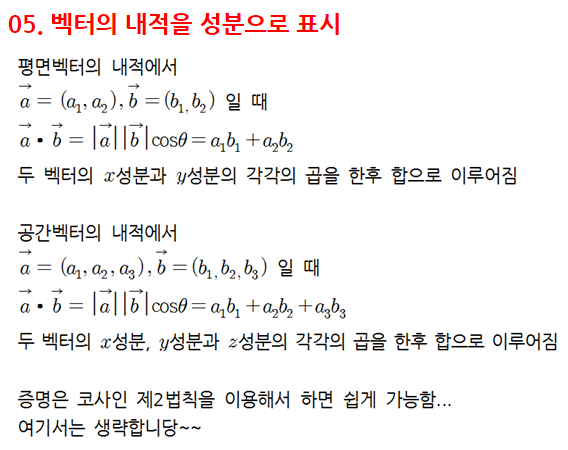 05. 벡터의 내적을 성분으로 표시
평면벡터의 내적에서
$\vec{a} = (a_1, a_2), \vec{b} = (b_1, b_2)$ 일 때
$\vec{a} \bullet \vec{b} = |\vec{a}||\vec{b}|\cos\theta = a_1b_1 + a_2b_2$
두 벡터의 x성분과 y성분의 각각의 곱을 한후 합으로 이루어짐
공간벡터의 내적에서
$\vec{a} = (a_1, a_2, a_3), \vec{b} = (b_1, b_2, b_3)$ 일 때
$\vec{a} \bullet \vec{b} = |\vec{a}||\vec{b}|\cos\theta = a_1b_1 + a_2b_2 + a_3b_3$
두 벡터의 x성분, y성분과 z성분의 각각의 곱을 한후 합으로 이루어짐
증명은 코사인 제2법칙을 이용해서 하면 쉽게 가능함...
여기서는 생략합니당~~